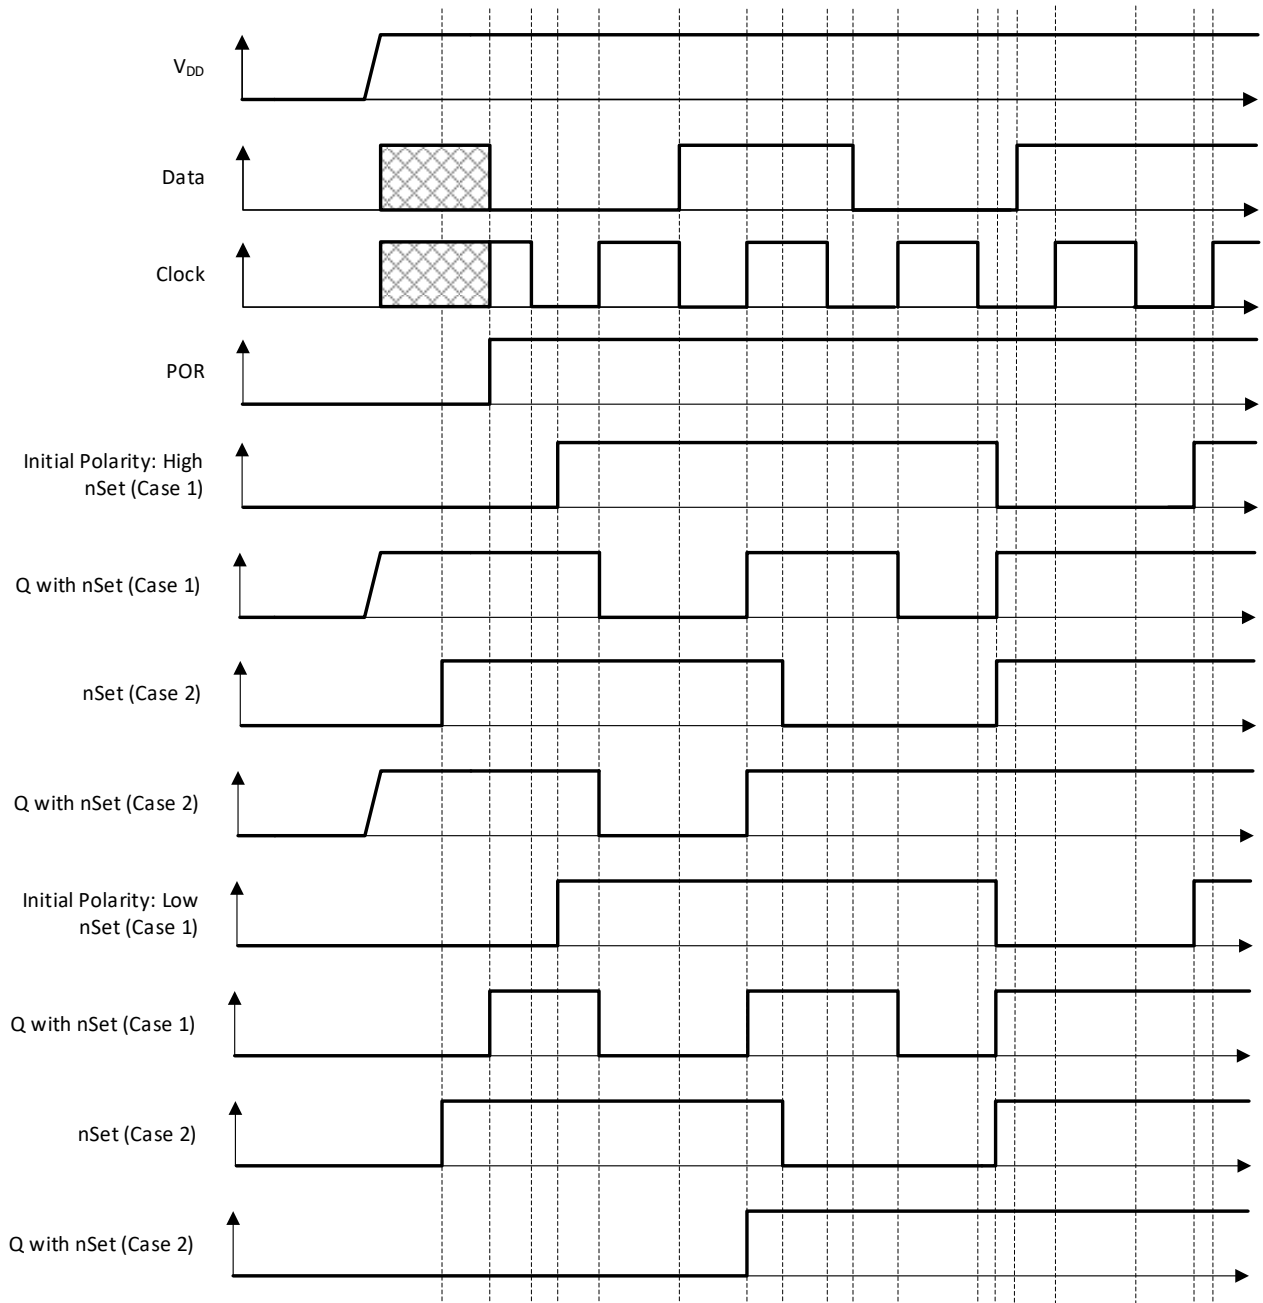 VDD
Data
Clock
POR
Initial Polarity: High
nSet (Case 1)
Q with nSet (Case 1)
nSet (Case 2)
Q with nSet (Case 2)
Initial Polarity: Low
nSet (Case 1)
Q with nSet (Case 1)
nSet (Case 2)
Q with nSet (Case 2)